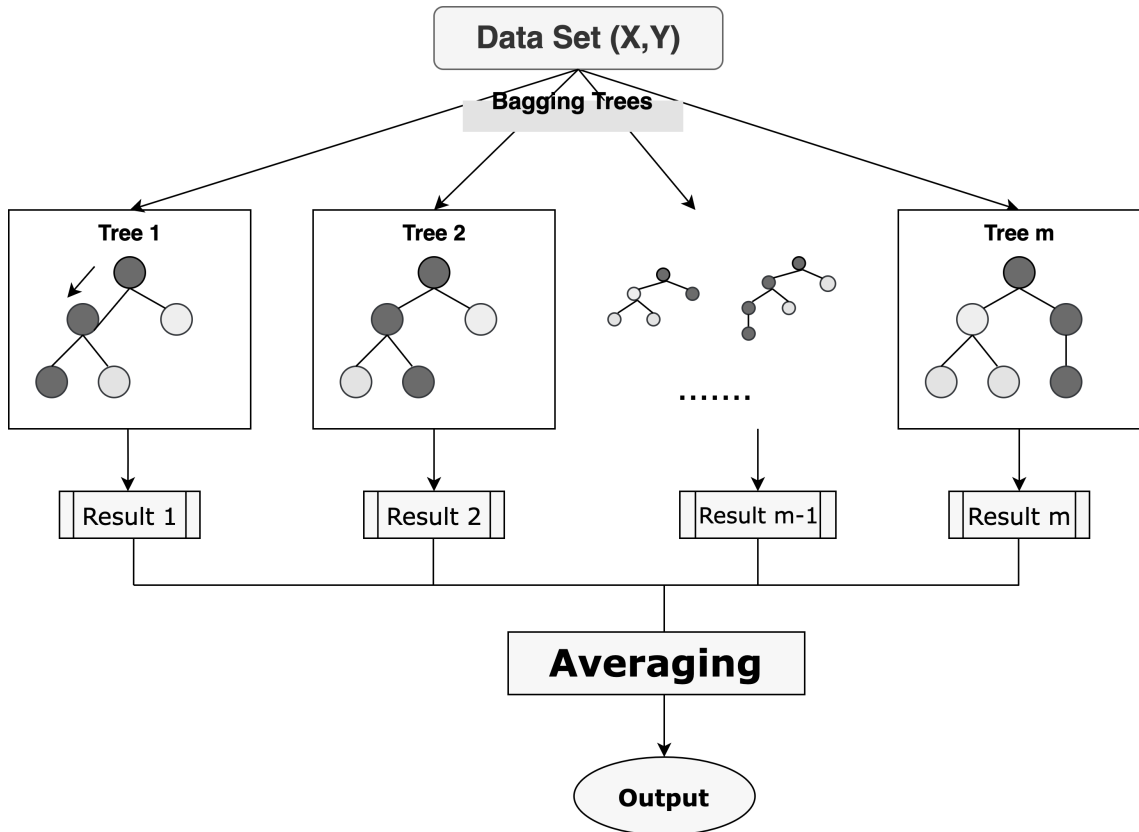 Data Set (X,Y)
Bagging Trees
Tree 1
Tree 2
Tree m
.......
Result 1
Result 2
Result m-1
Result m
Averaging
Output